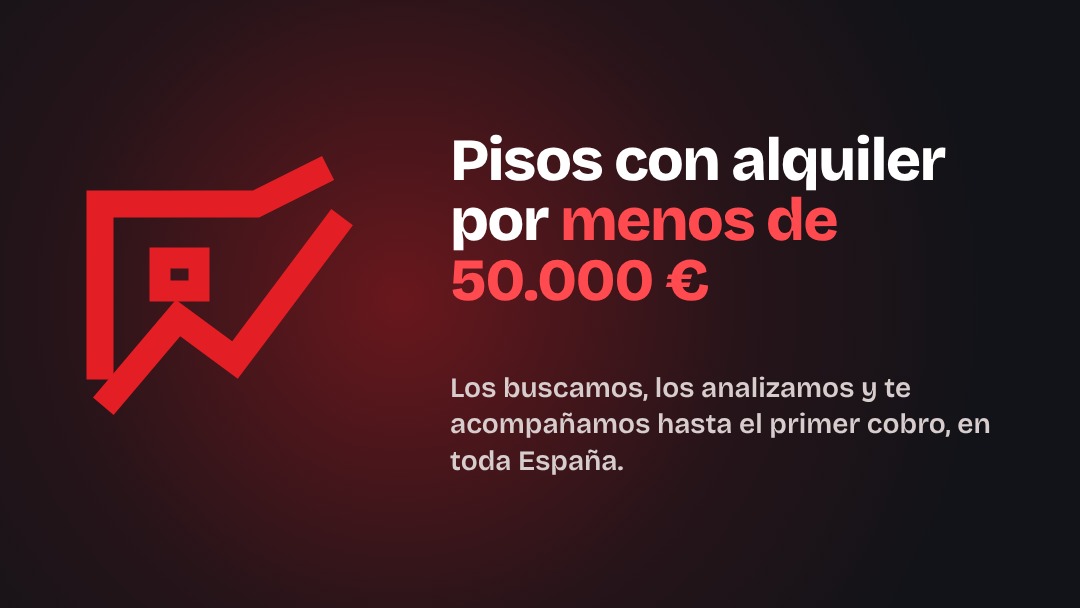 Pisos con alquiler
por menos de
50.000 €
Los buscamos, los analizamos y te
acompañamos hasta el primer cobro, en
toda España.